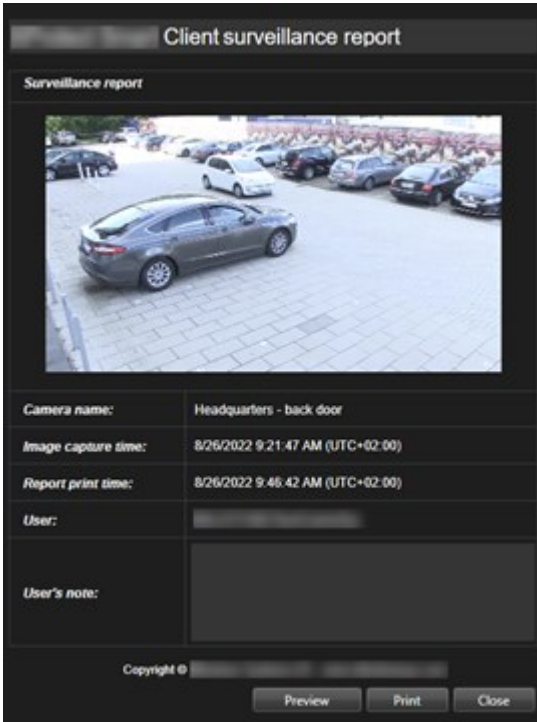 Client surveillance report
Surveillance report
Camera name: Headquarters - back door
Image capture time: 8/26/2022 9:21:47 AM (UTC+02:00)
Report print time: 8/26/2022 9:46:42 AM (UTC+02:00)
User:
User's note:
Copyright ©
Preview Print Close